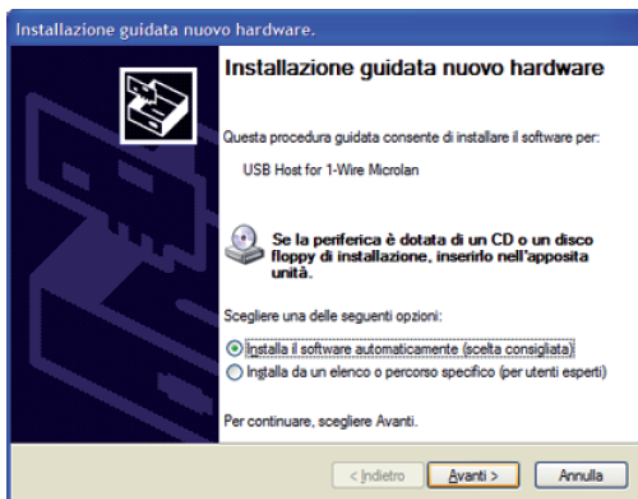 Installazione guidata nuovo hardware.
Installazione guidata nuovo hardware
Questa procedura guidata consente di installare il software per:
USB Host for 1-Wire Microlan
Se la periferica è dotata di un CD o un disco
floppy di installazione, inserirlo nell'apposita
unità.
Scegliere una delle seguenti opzioni:
Installa il software automaticamente (scelta consigliata)
Installa da un elenco o percorso specifico (per utenti esperti)
Per continuare, scegliere Avanti.
< Indietro Avanti > Annulla